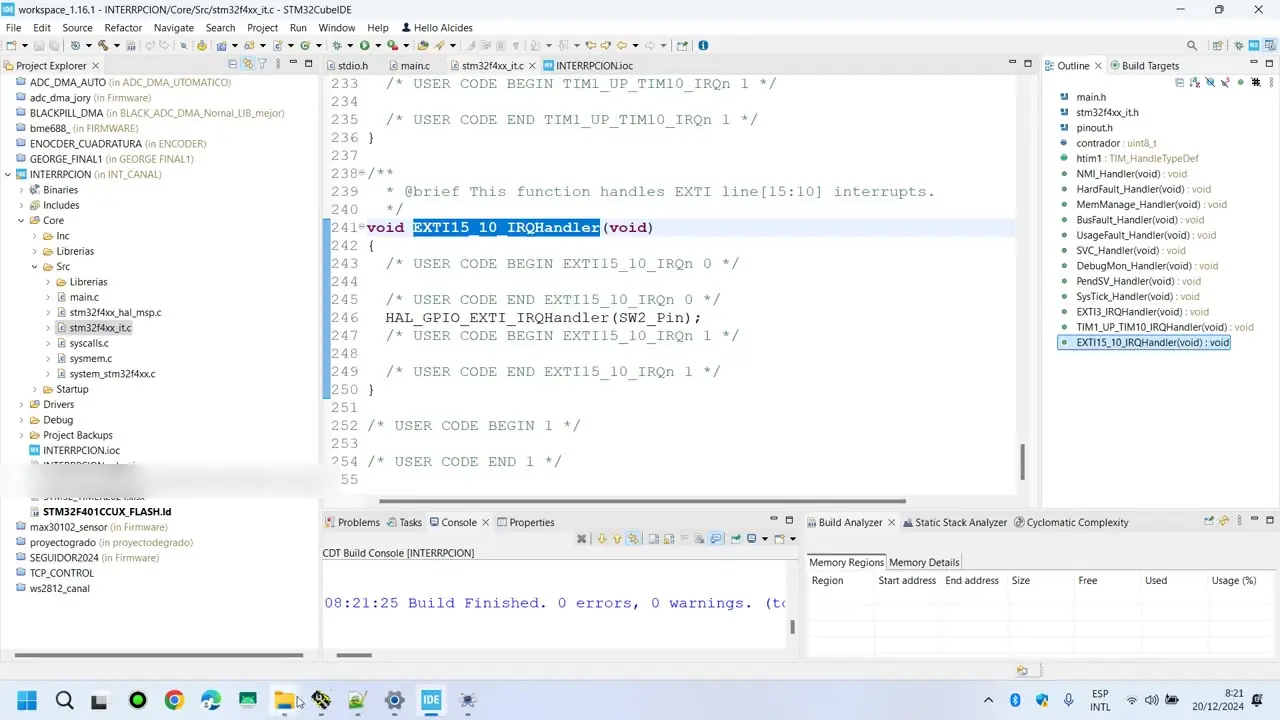 workspace_1.16.1 - INTERRPCION/Core/Src/stm32f4xx_it.c - STM32CubeIDE
File Edit Source Refactor Navigate Search Project Run Window Help Hello Alcides
Project Explorer
ADC_DMA_AUTO (in ADC_DMA_UTOMATICO)
adc_dma_jory (in Firmware)
BLACKPILL_DMA (in BLACK_ADC_DMA_Nornal_LIB_mejor)
bme688_ (in FIRMWARE)
ENOCDER_CUADRATURA (in ENCODER)
GEORGE_FINAL1 (in GEORGE FINAL1)
INTERRPCION (in INT_CANAL)
Binaries
Includes
Core
Inc
Librerias
Src
Librerias
main.c
stm32f4xx_hal_msp.c
stm32f4xx_it.c
syscalls.c
sysmem.c
system_stm32f4xx.c
Startup
Drivers
Debug
Project Backups
INTERRPCION.ioc
STM32F401CCUX_FLASH.ld
max30102_sensor (in Firmware)
proyectogrado (in proyectodegrado)
SEGUIDOR2024 (in Firmware)
TCP_CONTROL
ws2812_canal
stdio.h main.c stm32f4xx_it.c INTERRPCION.ioc
233 /* USER CODE BEGIN TIM1_UP_TIM10_IRQn 1 */
234
235 /* USER CODE END TIM1_UP_TIM10_IRQn 1 */
236 }
237
238 /**
239 * @brief This function handles EXTI line[15:10] interrupts.
240 */
241 void EXTI15_10_IRQHandler(void)
242 {
243 /* USER CODE BEGIN EXTI15_10_IRQn 0 */
244
245 /* USER CODE END EXTI15_10_IRQn 0 */
246 HAL_GPIO_EXTI_IRQHandler(SW2_Pin);
247 /* USER CODE BEGIN EXTI15_10_IRQn 1 */
248
249 /* USER CODE END EXTI15_10_IRQn 1 */
250 }
251
252 /* USER CODE BEGIN 1 */
253
254 /* USER CODE END 1 */
55
Outline Build Targets
main.h
stm32f4xx_it.h
pinout.h
contrador : uint8_t
htim1 : TIM_HandleTypeDef
NMI_Handler(void) : void
HardFault_Handler(void) : void
MemManage_Handler(void) : void
BusFault_Handler(void) : void
UsageFault_Handler(void) : void
SVC_Handler(void) : void
DebugMon_Handler(void) : void
PendSV_Handler(void) : void
SysTick_Handler(void) : void
EXTI3_IRQHandler(void) : void
TIM1_UP_TIM10_IRQHandler(void) : void
EXTI15_10_IRQHandler(void) : void
Problems Tasks Console Properties
CDT Build Console [INTERRPCION]
08:21:25 Build Finished. 0 errors, 0 warnings. (to
Build Analyzer Static Stack Analyzer Cyclomatic Complexity
Memory Regions Memory Details
Region Start address End address Size Free Used Usage (%)
IDE
ESP
INTL
8:21
20/12/2024